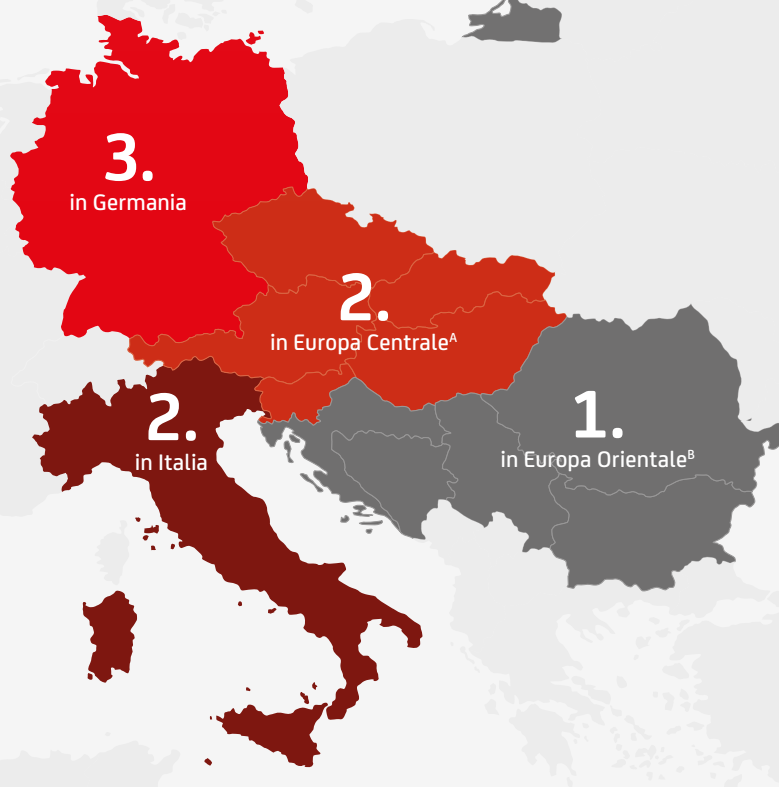 3.
in Germania
2.
in Europa Centraleᴬ
2.
in Italia
1.
in Europa Orientaleᴮ